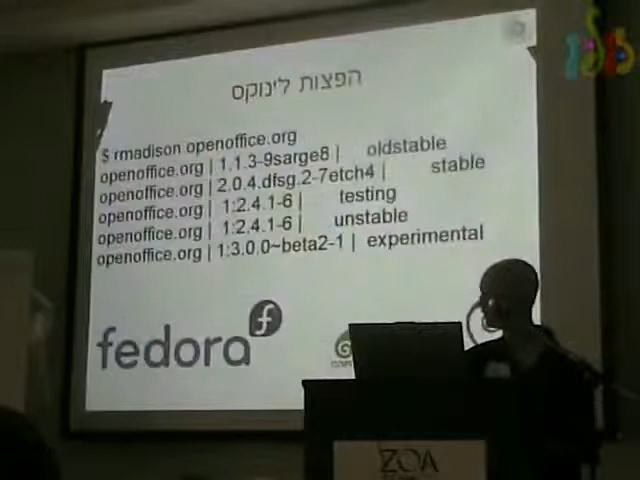 הפצות לינוקס
$ rmadison openoffice.org
openoffice.org | 1.1.3-9sarge8 | oldstable
openoffice.org | 2.0.4.dfsg.2-7etch4 | stable
openoffice.org | 1:2.4.1-6 | testing
openoffice.org | 1:2.4.1-6 | unstable
openoffice.org | 1:3.0.0~beta2-1 | experimental
fedora
ZOA